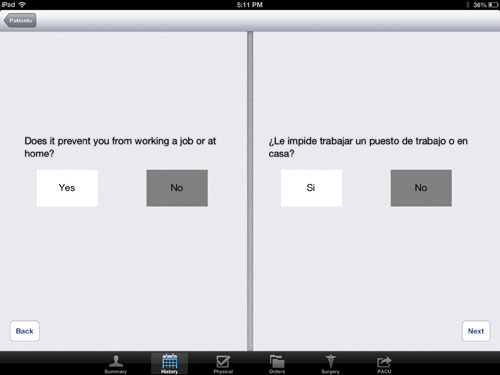 iPad
5:11 PM
36%
Patients
Does it prevent you from working a job or at
home?
Yes
No
¿Le impide trabajar un puesto de trabajo o en
casa?
Si
No
Back
Next
Summary
History
Physical
Orders
Surgery
PACU